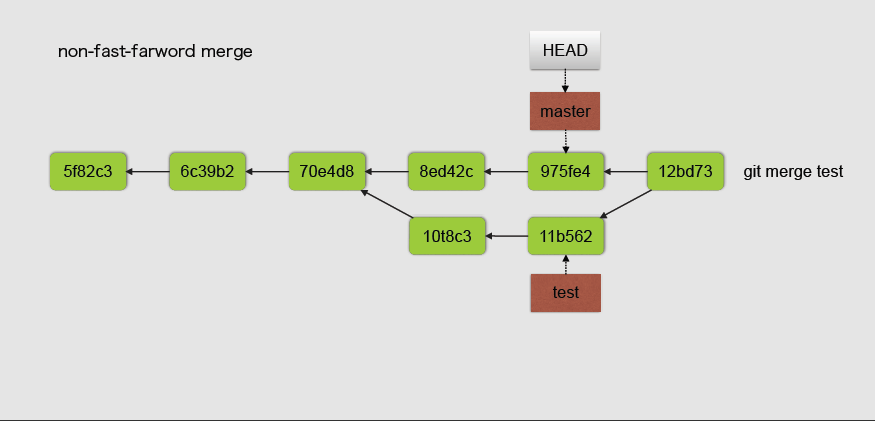 non-fast-farword merge
HEAD
master
5f82c3
6c39b2
70e4d8
8ed42c
975fe4
12bd73
git merge test
10t8c3
11b562
test